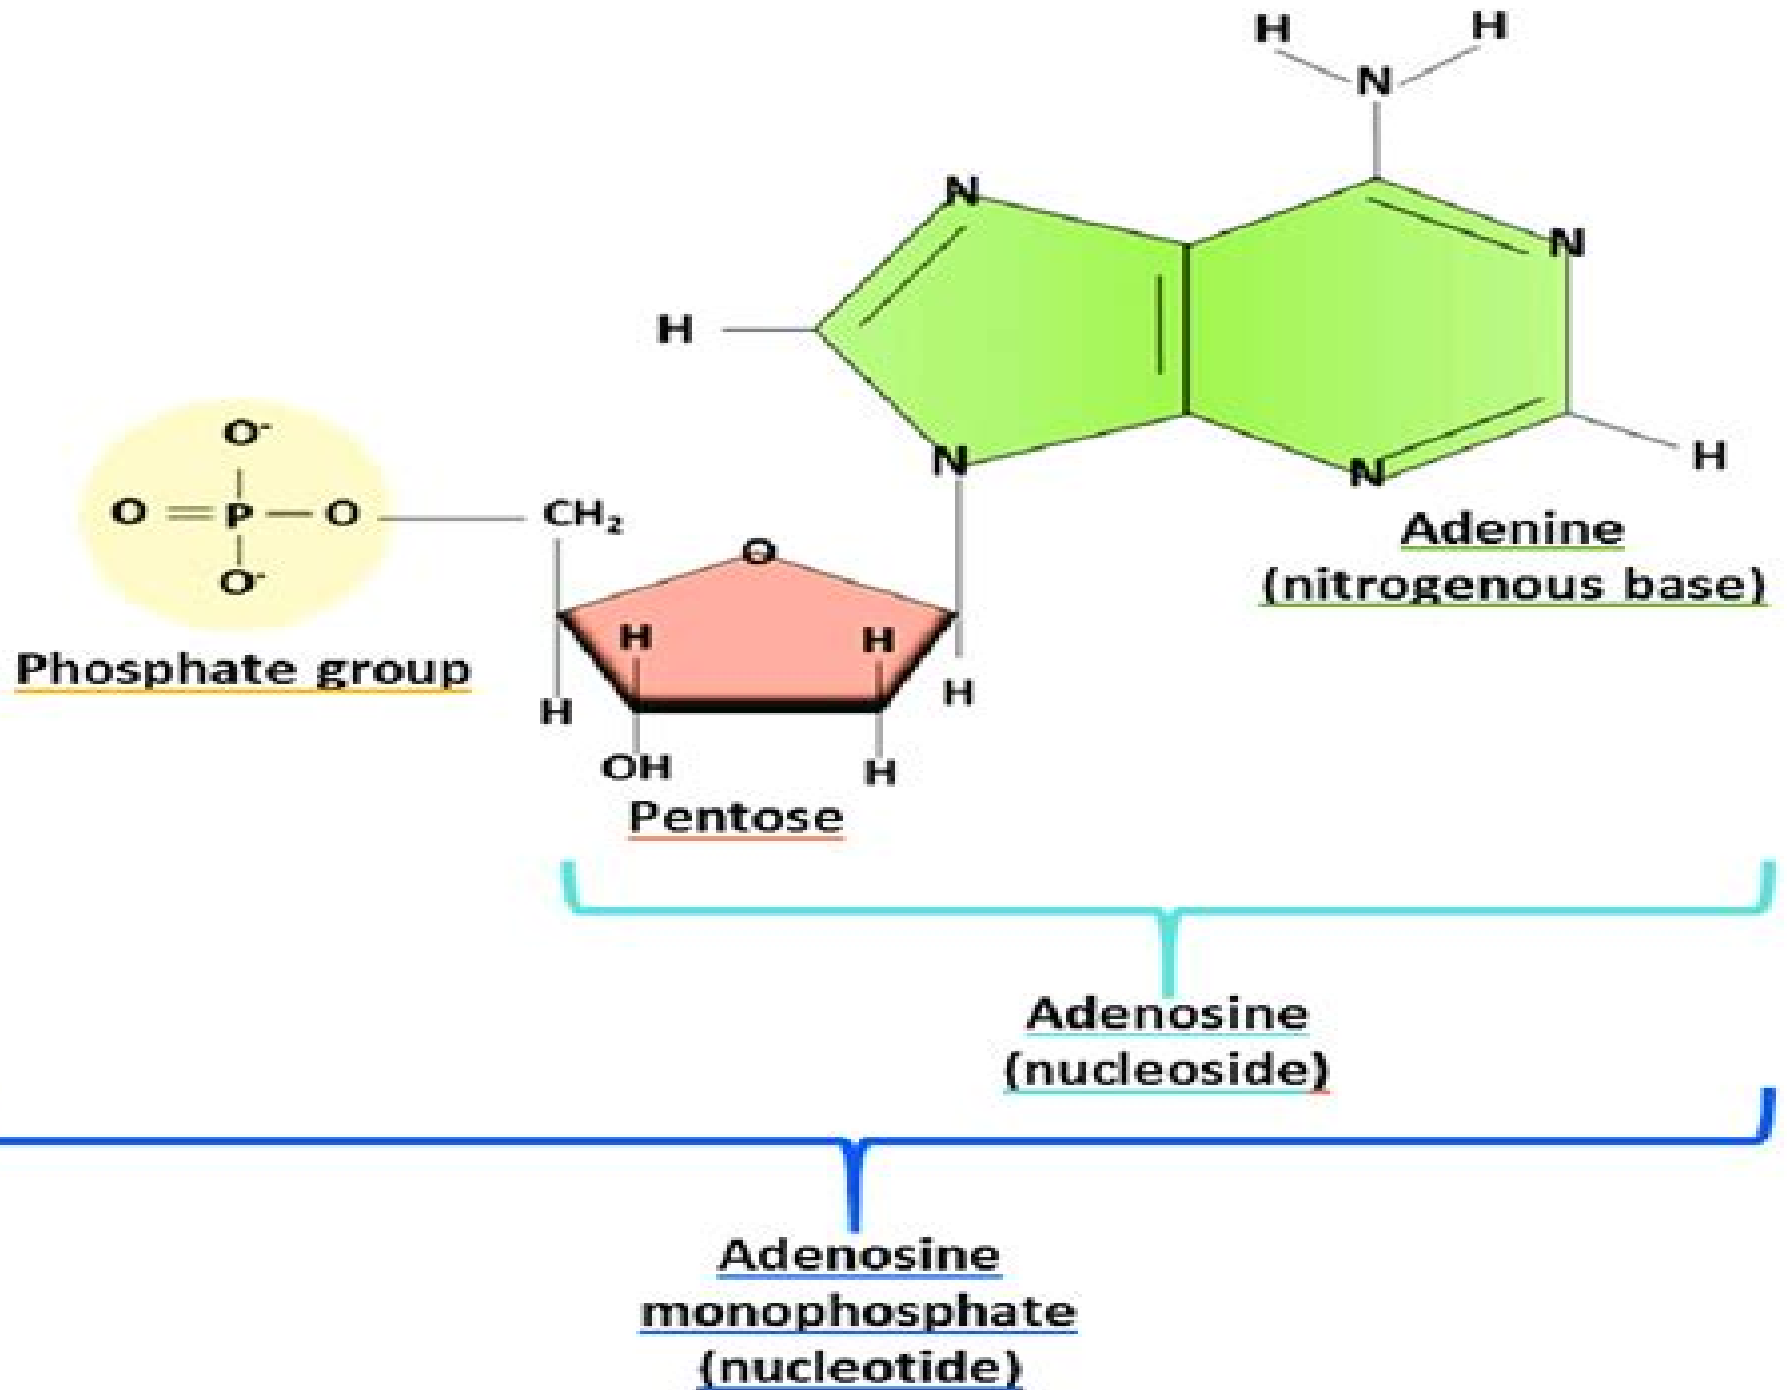 H H
N
N
N
H
O-
N
H
O = P — O
CH₂
N
O-
O
Adenine
(nitrogenous base)
H
H
Phosphate group
H
H
OH
H
Pentose
Adenosine
(nucleoside)
Adenosine
monophosphate
(nucleotide)